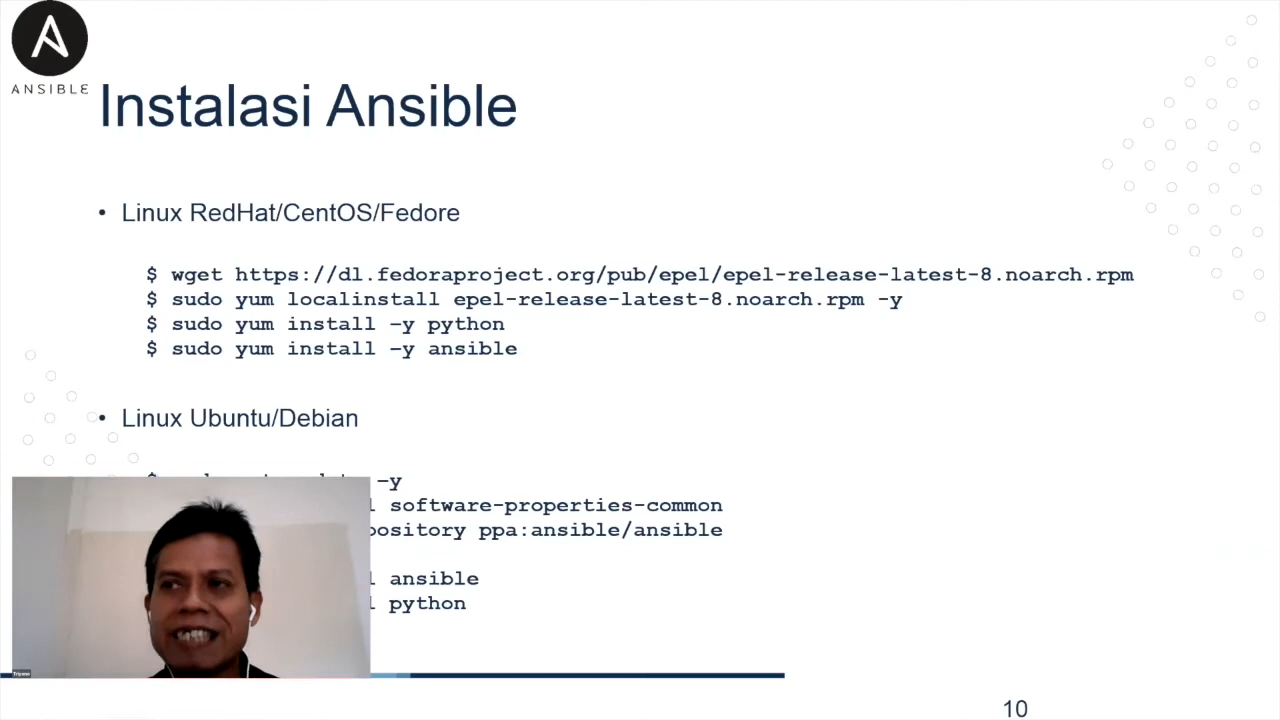 ANSIBLE
Instalasi Ansible
• Linux RedHat/CentOS/Fedore
$ wget https://dl.fedoraproject.org/pub/epel/epel-release-latest-8.noarch.rpm
$ sudo yum localinstall epel-release-latest-8.noarch.rpm -y
$ sudo yum install –y python
$ sudo yum install –y ansible
• Linux Ubuntu/Debian
–y
software-properties-common
pository ppa:ansible/ansible
ansible
python
Triyono
10